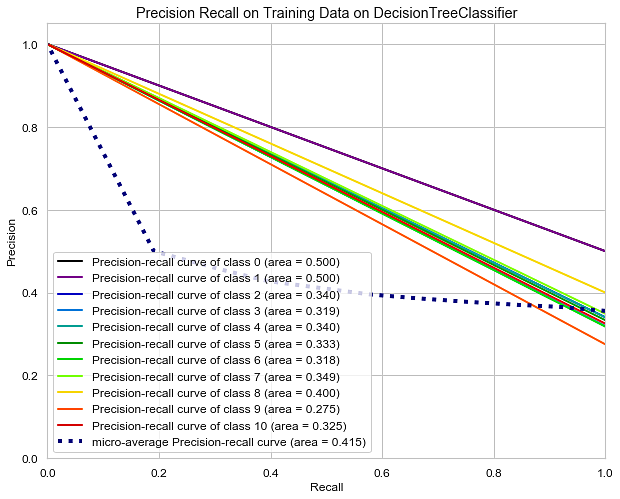 Precision Recall on Training Data on DecisionTreeClassifier
1.0
0.8
0.6
0.4
0.2
0.0
Precision
Precision-recall curve of class 0 (area = 0.500)
Precision-recall curve of class 1 (area = 0.500)
Precision-recall curve of class 2 (area = 0.340)
Precision-recall curve of class 3 (area = 0.319)
Precision-recall curve of class 4 (area = 0.340)
Precision-recall curve of class 5 (area = 0.333)
Precision-recall curve of class 6 (area = 0.318)
Precision-recall curve of class 7 (area = 0.349)
Precision-recall curve of class 8 (area = 0.400)
Precision-recall curve of class 9 (area = 0.275)
Precision-recall curve of class 10 (area = 0.325)
micro-average Precision-recall curve (area = 0.415)
0.0 0.2 0.4 0.6 0.8 1.0
Recall